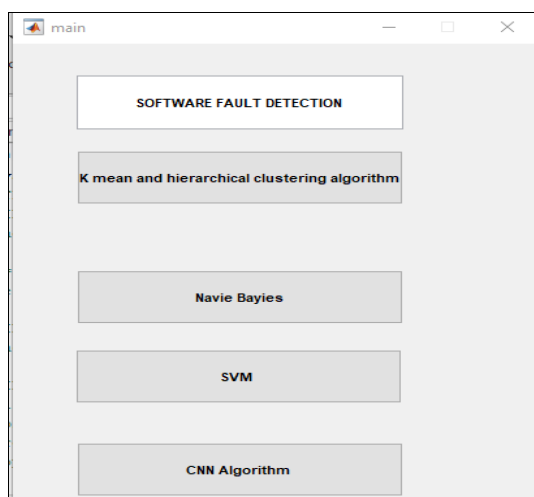 main
SOFTWARE FAULT DETECTION
K mean and hierarchical clustering algorithm
Navie Bayies
SVM
CNN Algorithm